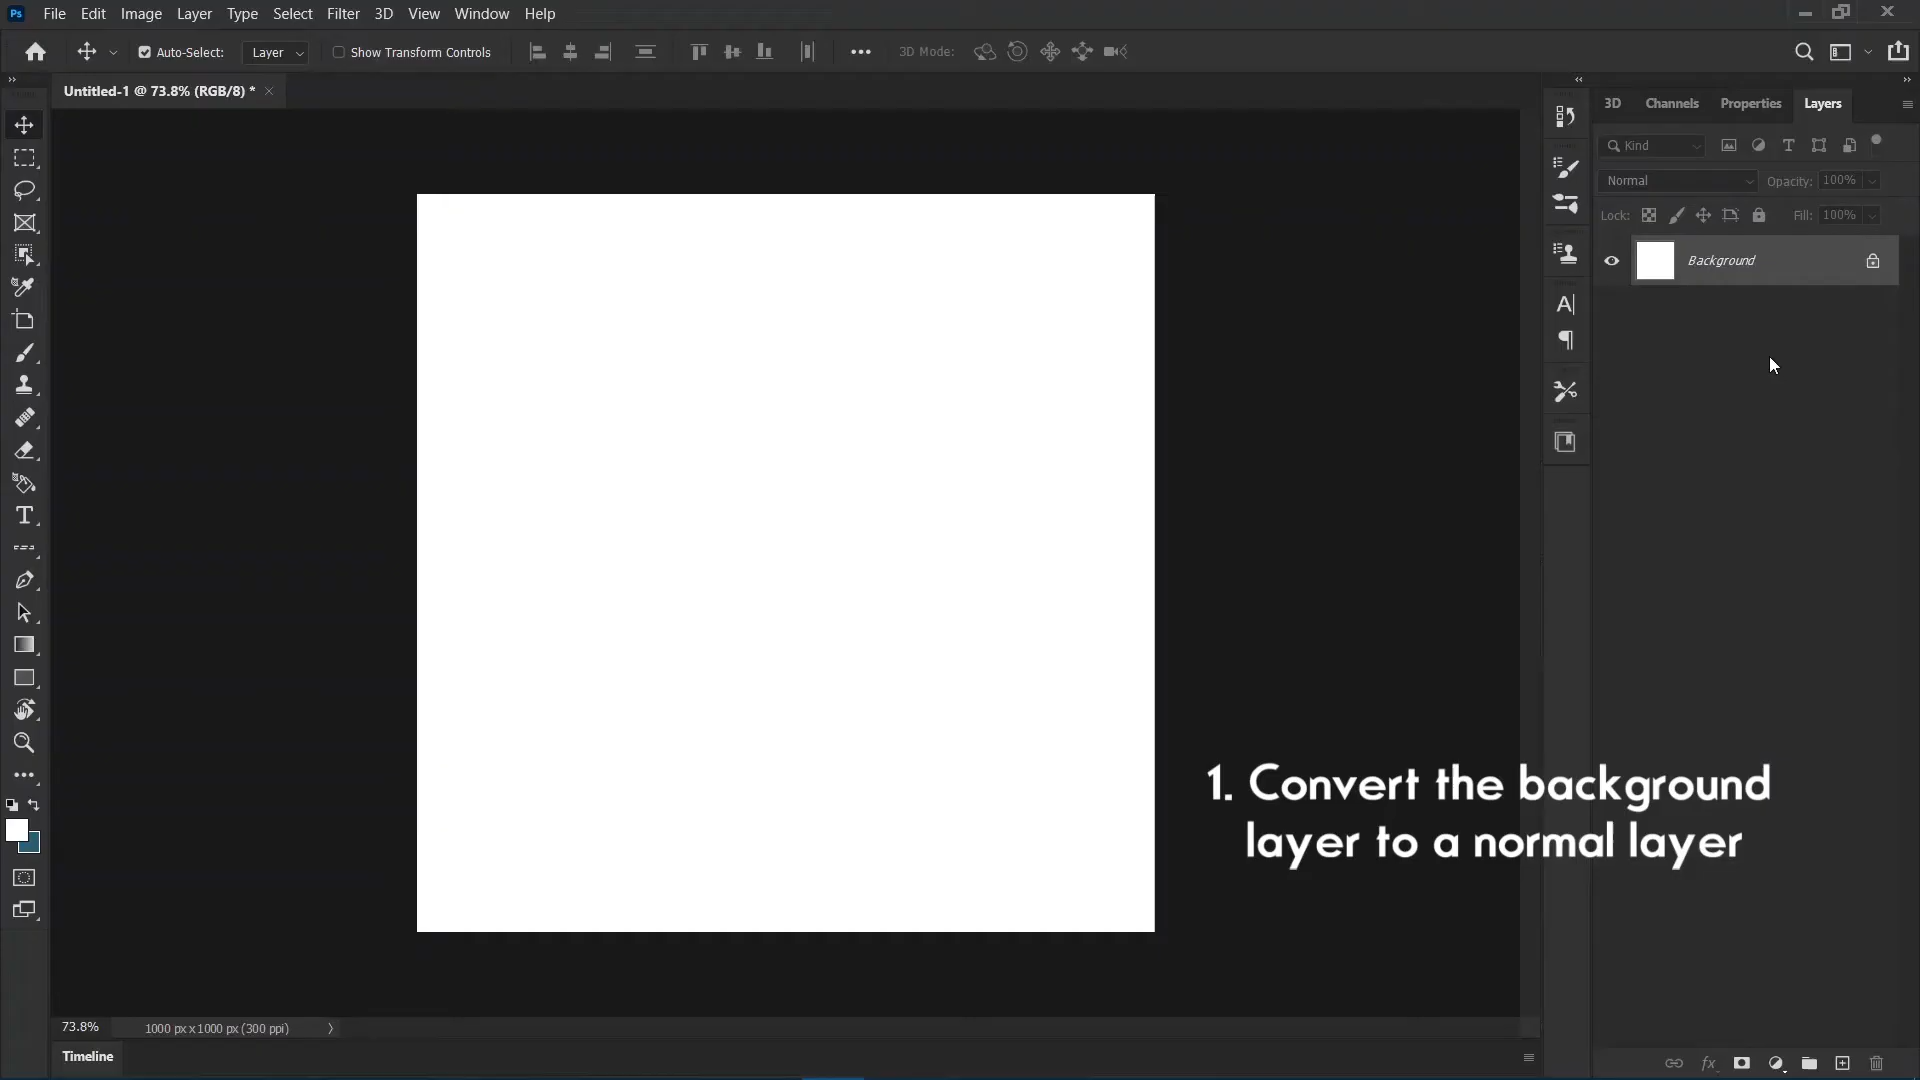 Ps File Edit Image Layer Type Select Filter 3D View Window Help
Auto-Select: Layer Show Transform Controls 3D Mode:
Untitled-1 @ 73.8% (RGB/8) *
3D Channels Properties Layers
Kind
Normal Opacity: 100%
Lock: Fill: 100%
Background
1. Convert the background
layer to a normal layer
73.8% 1000 px x 1000 px (300 ppi)
Timeline